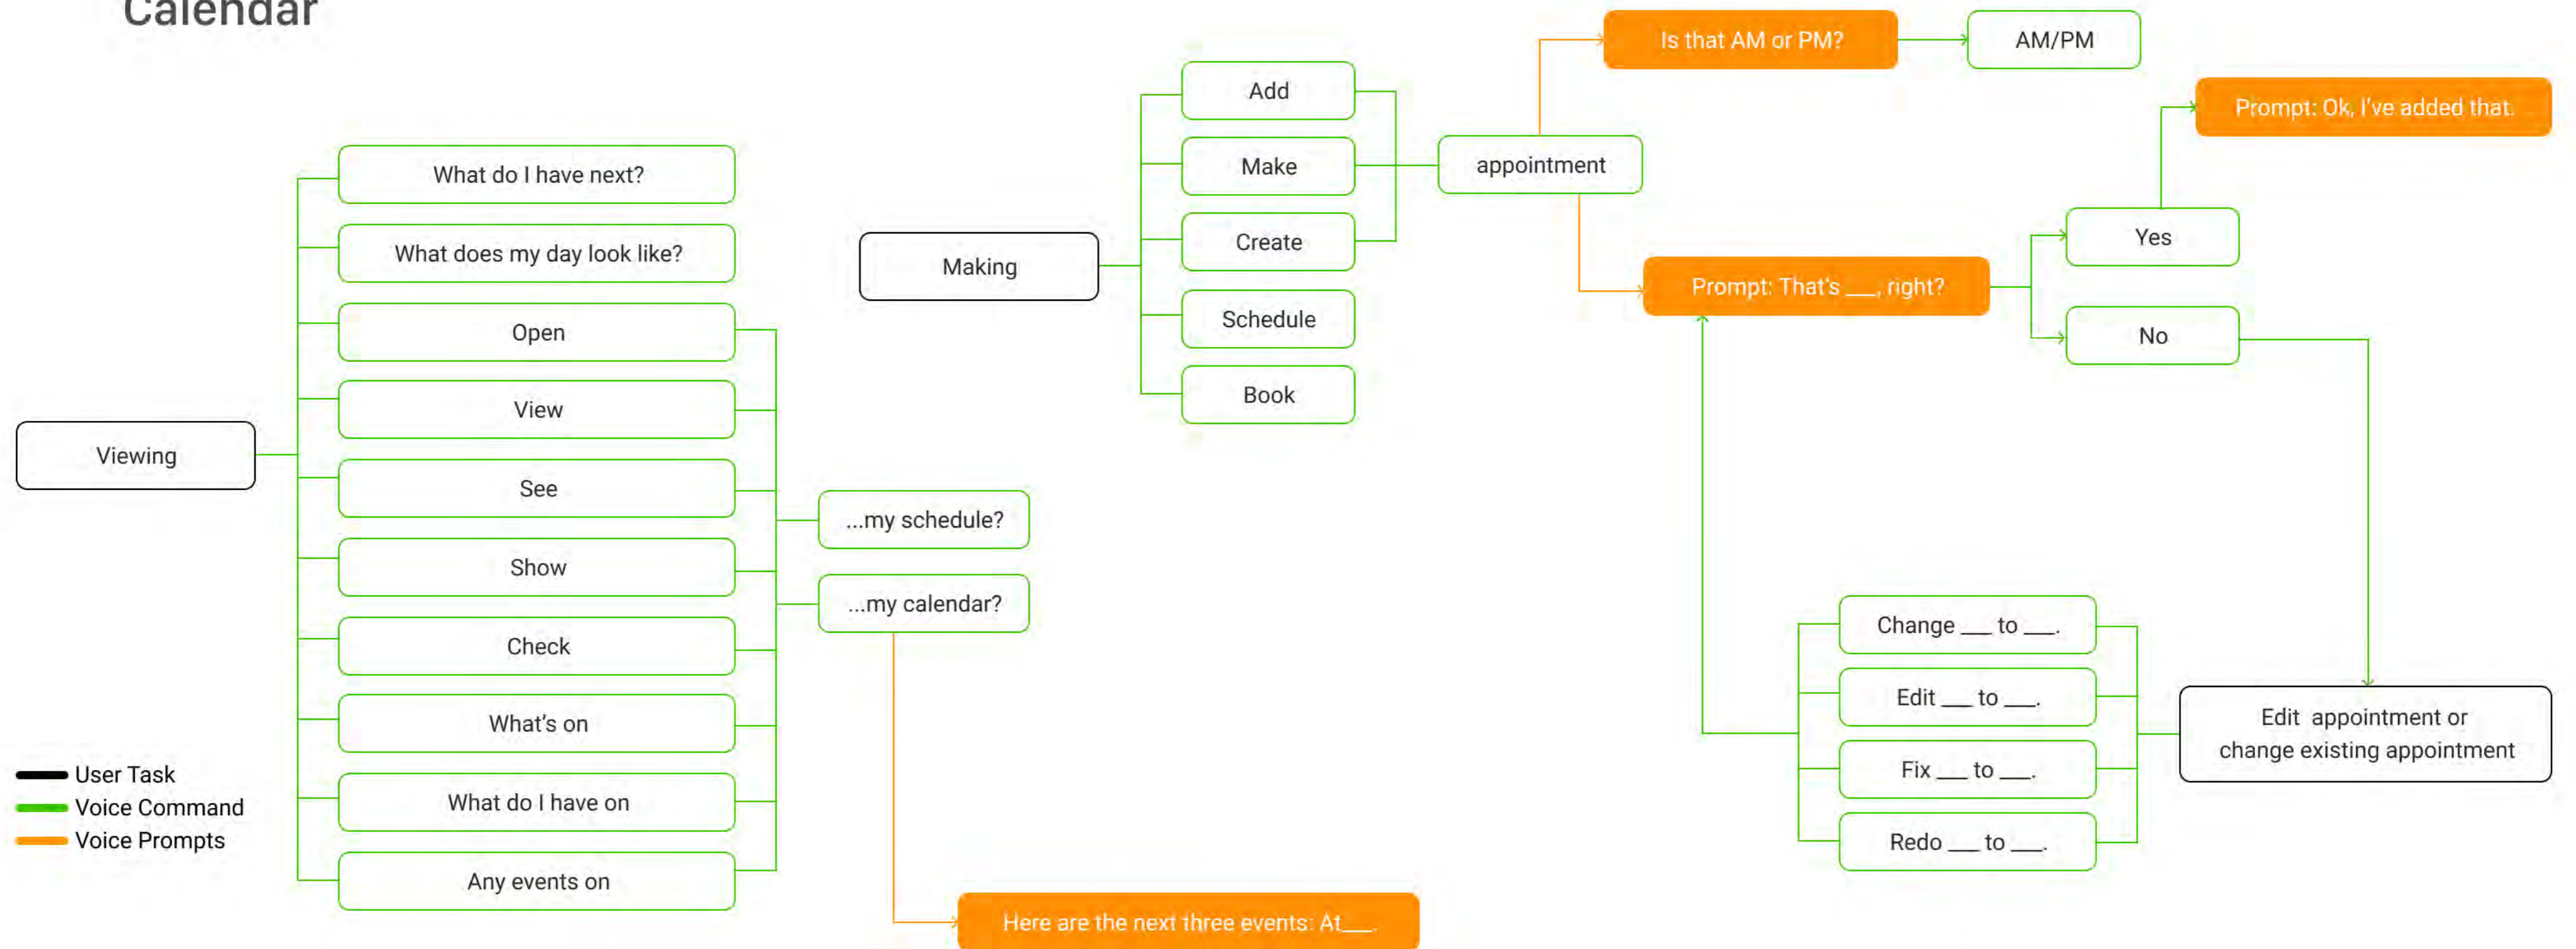 Calendar
Viewing
What do I have next?
What does my day look like?
Open
View
See
Show
Check
What's on
What do I have on
Any events on
...my schedule?
...my calendar?
Here are the next three events: At___.
Making
Add
Make
Create
Schedule
Book
appointment
Is that AM or PM?
AM/PM
Prompt: That's ___, right?
Yes
No
Prompt: Ok, I've added that.
Edit appointment or
change existing appointment
Change ___ to ___.
Edit ___ to ___.
Fix ___ to ___.
Redo ___ to ___.
User Task
Voice Command
Voice Prompts